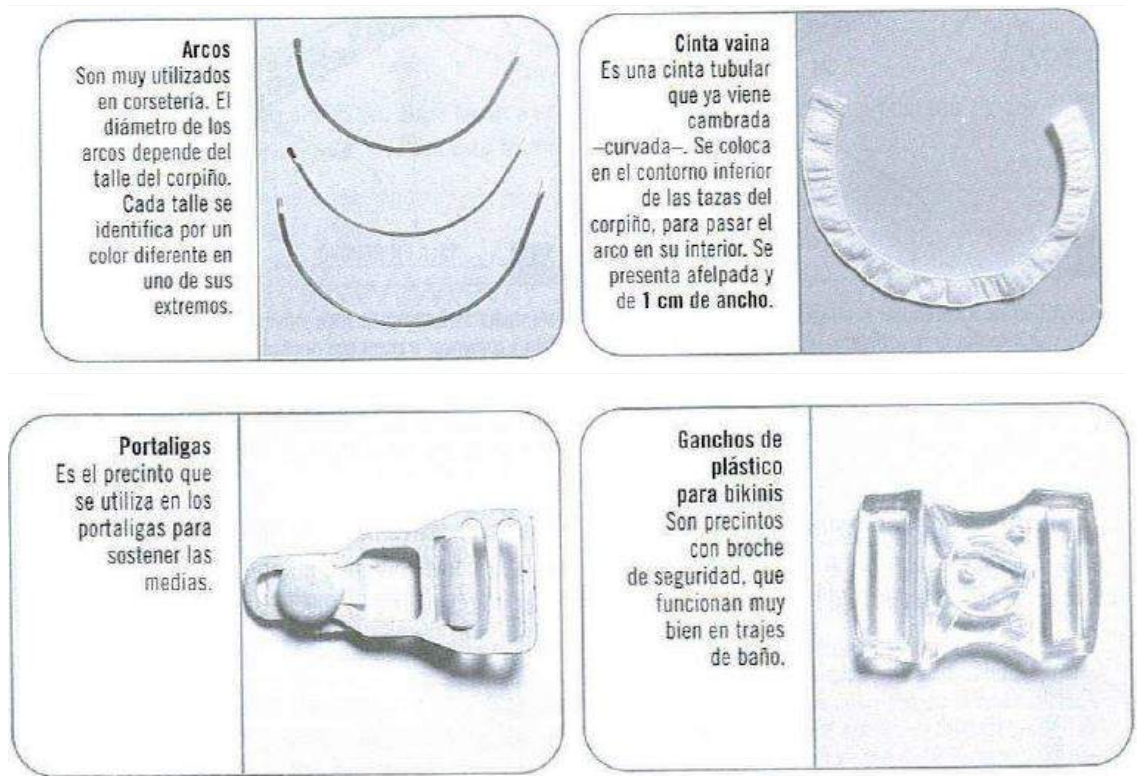 Arcos
Son muy utilizados
en corsetería. El
diámetro de los
arcos depende del
talle del corpiño.
Cada talle se
identifica por un
color diferente en
uno de sus
extremos.
Cinta vaina
Es una cinta tubular
que ya viene
cambrada
–curvada–. Se coloca
en el contorno inferior
de las tazas del
corpiño, para pasar el
arco en su interior. Se
presenta afelpada y
de 1 cm de ancho.
Portaligas
Es el precinto que
se utiliza en los
portaligas para
sostener las
medias.
Ganchos de
plástico
para bikinis
Son precintos
con broche
de seguridad, que
funcionan muy
bien en trajes
de baño.